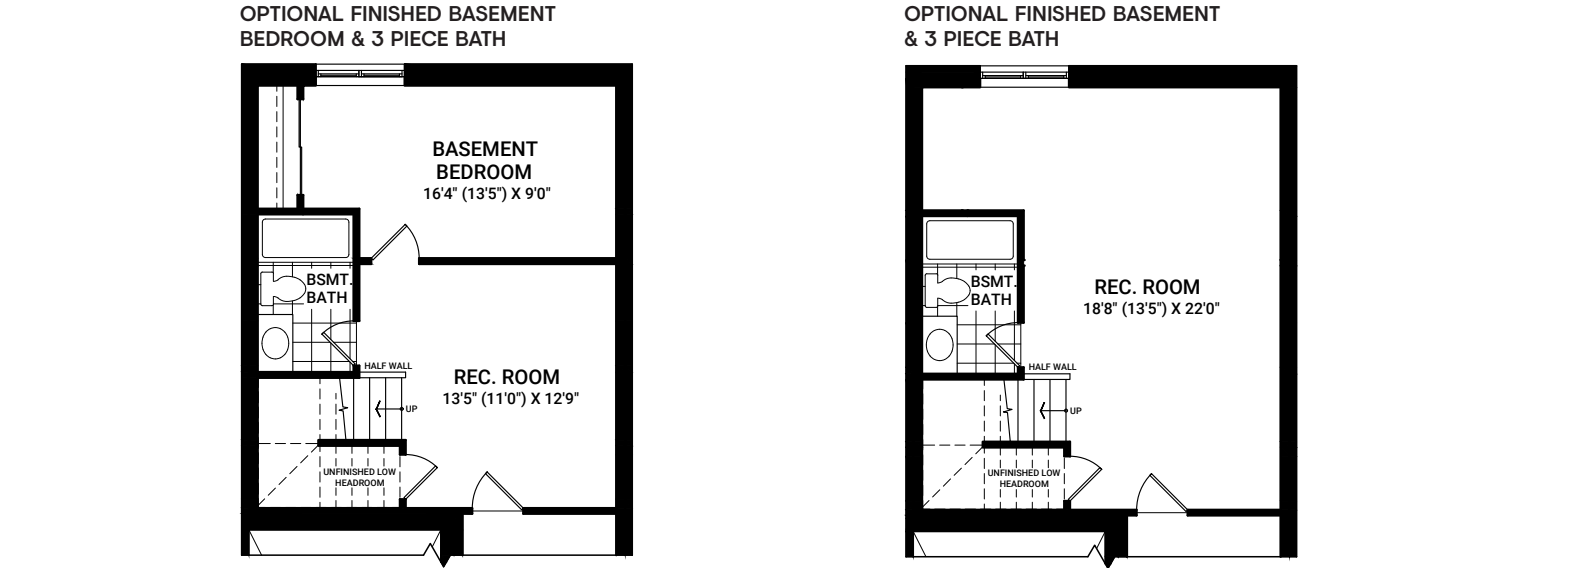 OPTIONAL FINISHED BASEMENT
BEDROOM & 3 PIECE BATH
BASEMENT
BEDROOM
16'4" (13'5") X 9'0"
BSMT.
BATH
HALF WALL
REC. ROOM
13'5" (11'0") X 12'9"
UP
UNFINISHED LOW
HEADROOM
OPTIONAL FINISHED BASEMENT
& 3 PIECE BATH
BSMT.
BATH
REC. ROOM
18'8" (13'5") X 22'0"
HALF WALL
UP
UNFINISHED LOW
HEADROOM